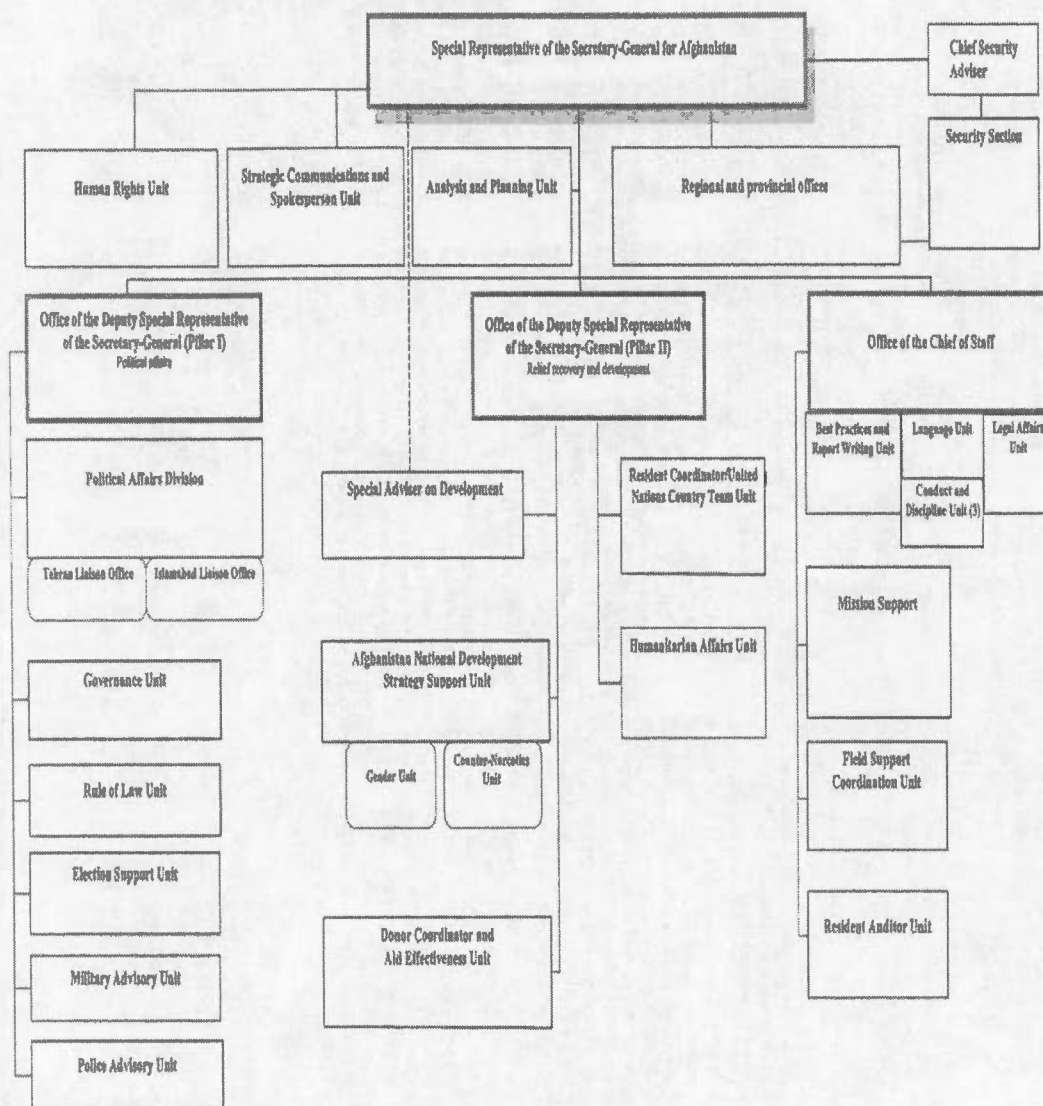 Special Representative of the Secretary-General for Afghanistan
Chief Security
Adviser
Security Section
Human Rights Unit
Strategic Communications and
Spokesperson Unit
Analysis and Planning Unit
Regional and provincial offices
Office of the Deputy Special Representative
of the Secretary-General (Pillar I)
Political affairs
Office of the Deputy Special Representative
of the Secretary-General (Pillar II)
Relief recovery and development
Office of the Chief of Staff
Best Practices and
Report Writing Unit
Language Unit
Legal Affairs
Unit
Conduct and
Discipline Unit (3)
Political Affairs Division
Tehran Liaison Office
Islamabad Liaison Office
Special Adviser on Development
Resident Coordinator/United
Nations Country Team Unit
Mission Support
Governance Unit
Afghanistan National Development
Strategy Support Unit
Humanitarian Affairs Unit
Gender Unit
Counter-Narcotics
Unit
Field Support
Coordination Unit
Rule of Law Unit
Election Support Unit
Donor Coordinator and
Aid Effectiveness Unit
Resident Auditor Unit
Military Advisory Unit
Police Advisory Unit